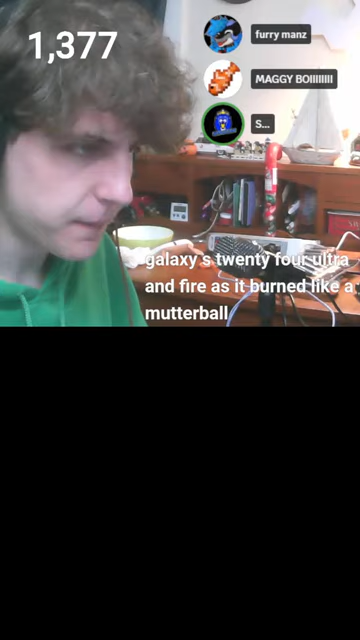 1,377
furry manz
MAGGY BOIIIIIIII
S...
galaxy s twenty four ultra
and fire as it burned like a
mutterball